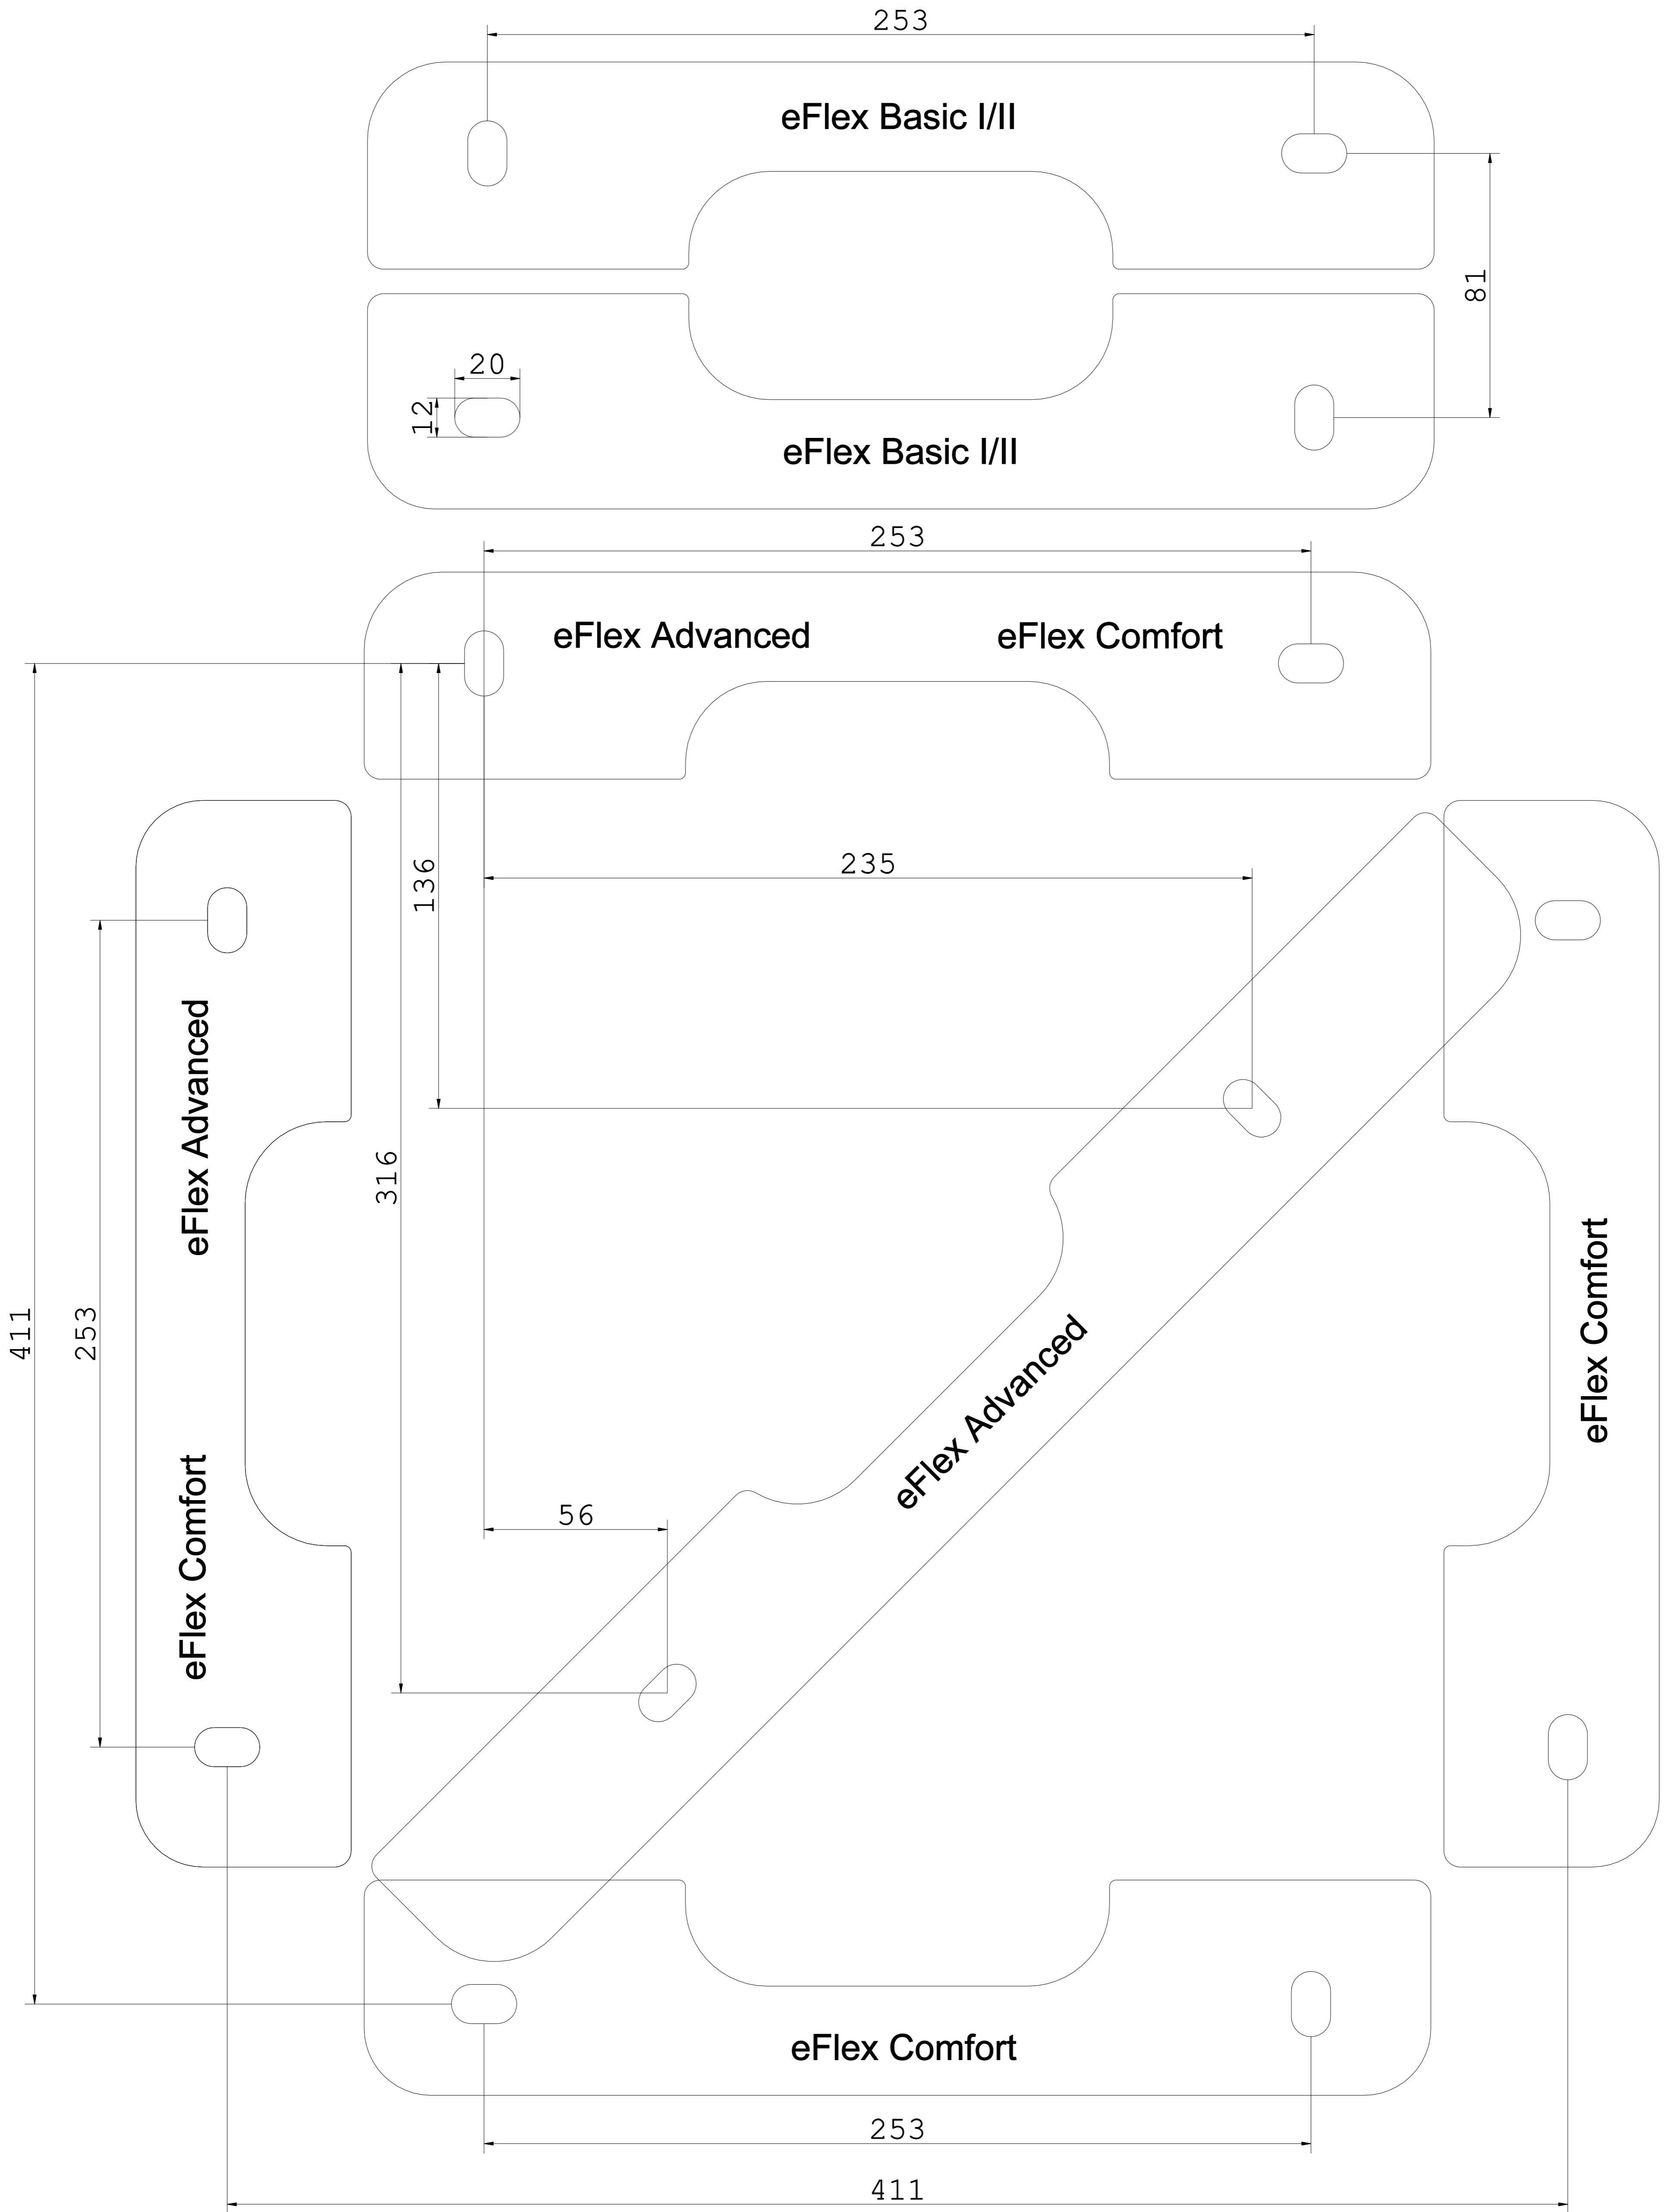 253
eFlex Basic I/II
81
20
12
eFlex Basic I/II
253
eFlex Advanced
eFlex Comfort
136
235
316
411
253
eFlex Advanced
eFlex Comfort
eFlex Advanced
eFlex Comfort
56
eFlex Comfort
253
411